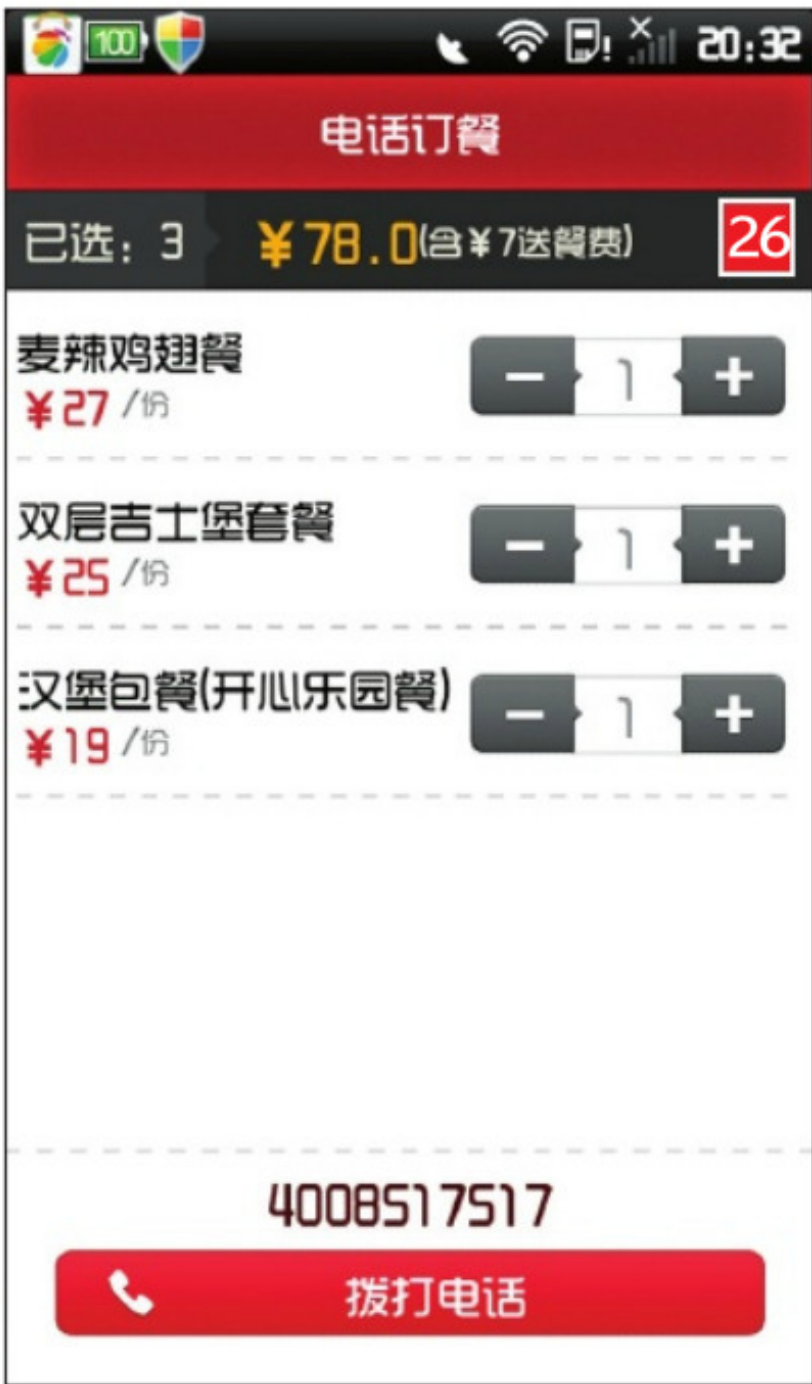 100 20:32
电话订餐
已选：3 ¥78.0(含¥7送餐费) 26
麦辣鸡翅餐
¥27 /份
− 1 +
双层吉士堡套餐
¥25 /份
− 1 +
汉堡包餐(开心乐园餐)
¥19 /份
− 1 +
4008517517
拨打电话